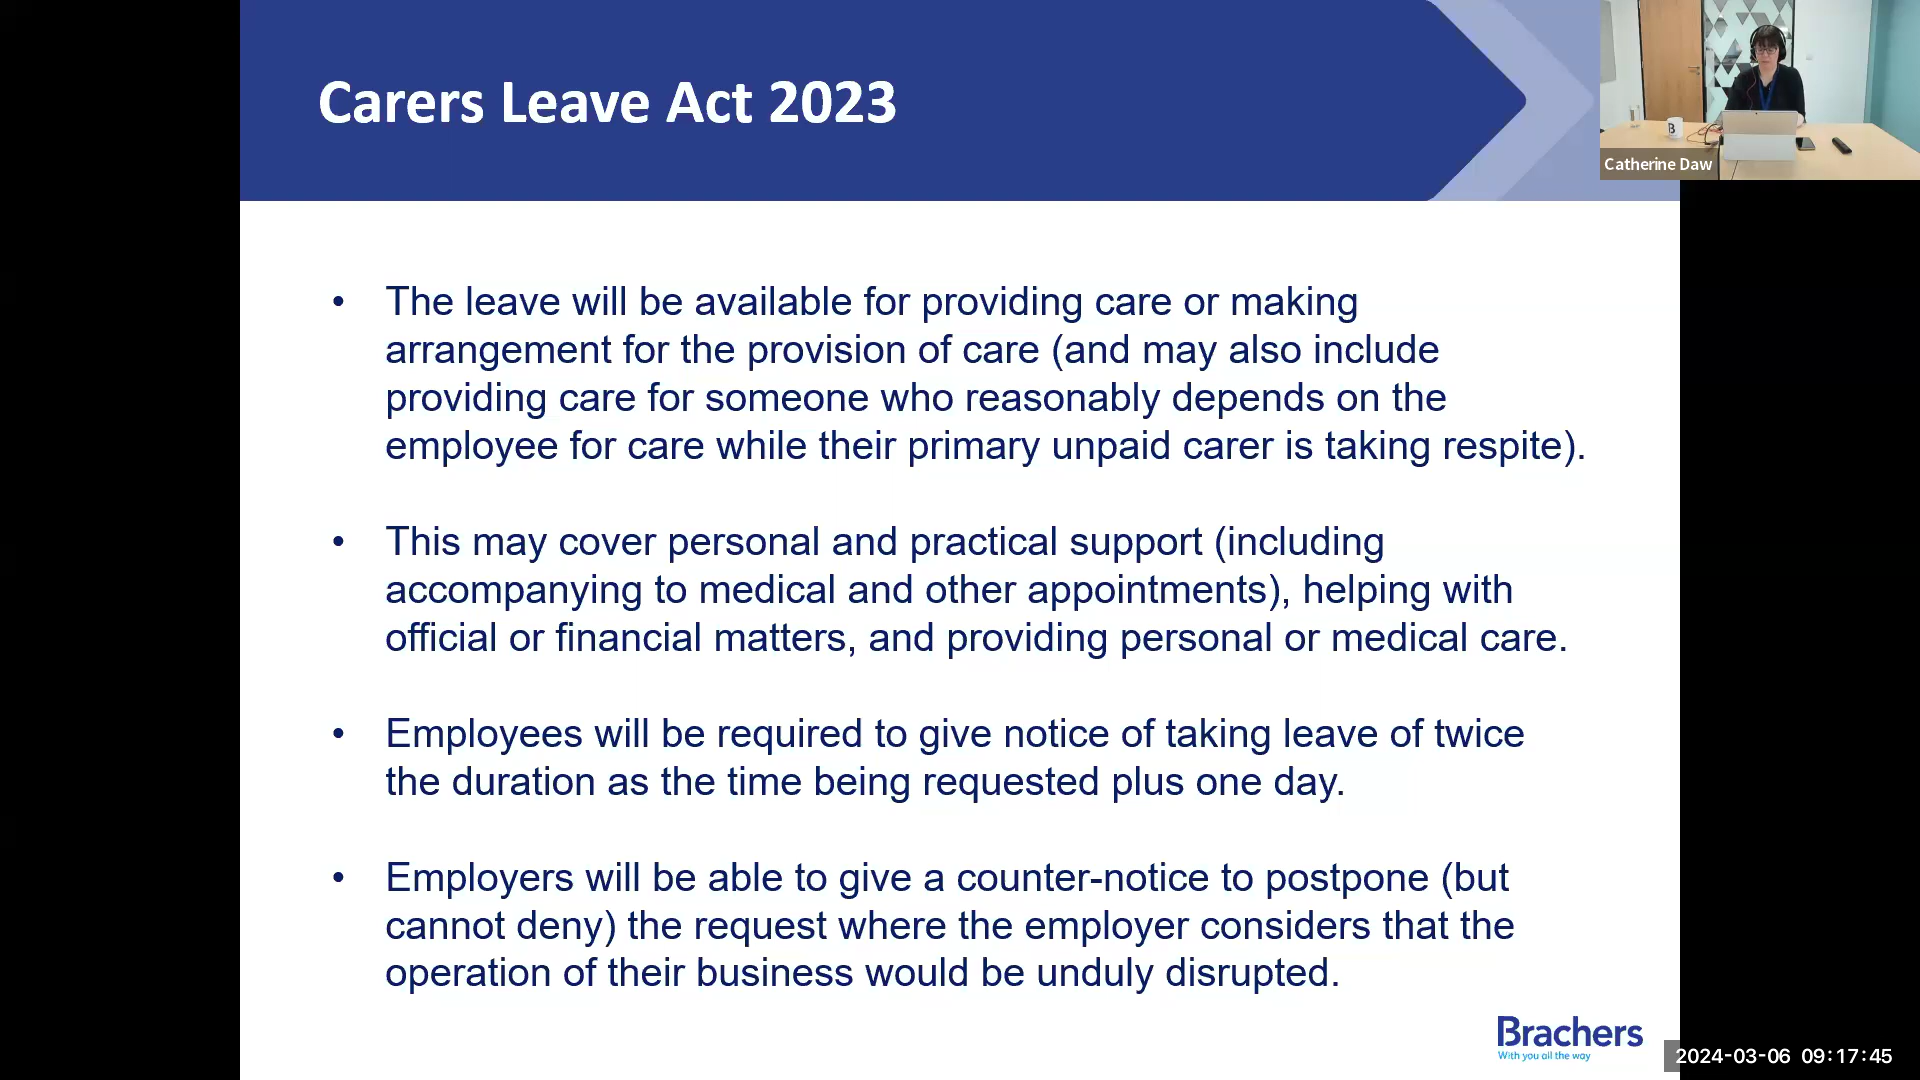 Carers Leave Act 2023
Catherine Daw
B
• The leave will be available for providing care or making
arrangement for the provision of care (and may also include
providing care for someone who reasonably depends on the
employee for care while their primary unpaid carer is taking respite).
• This may cover personal and practical support (including
accompanying to medical and other appointments), helping with
official or financial matters, and providing personal or medical care.
• Employees will be required to give notice of taking leave of twice
the duration as the time being requested plus one day.
• Employers will be able to give a counter-notice to postpone (but
cannot deny) the request where the employer considers that the
operation of their business would be unduly disrupted.
Brachers
With you all the way
2024-03-06 09:17:45